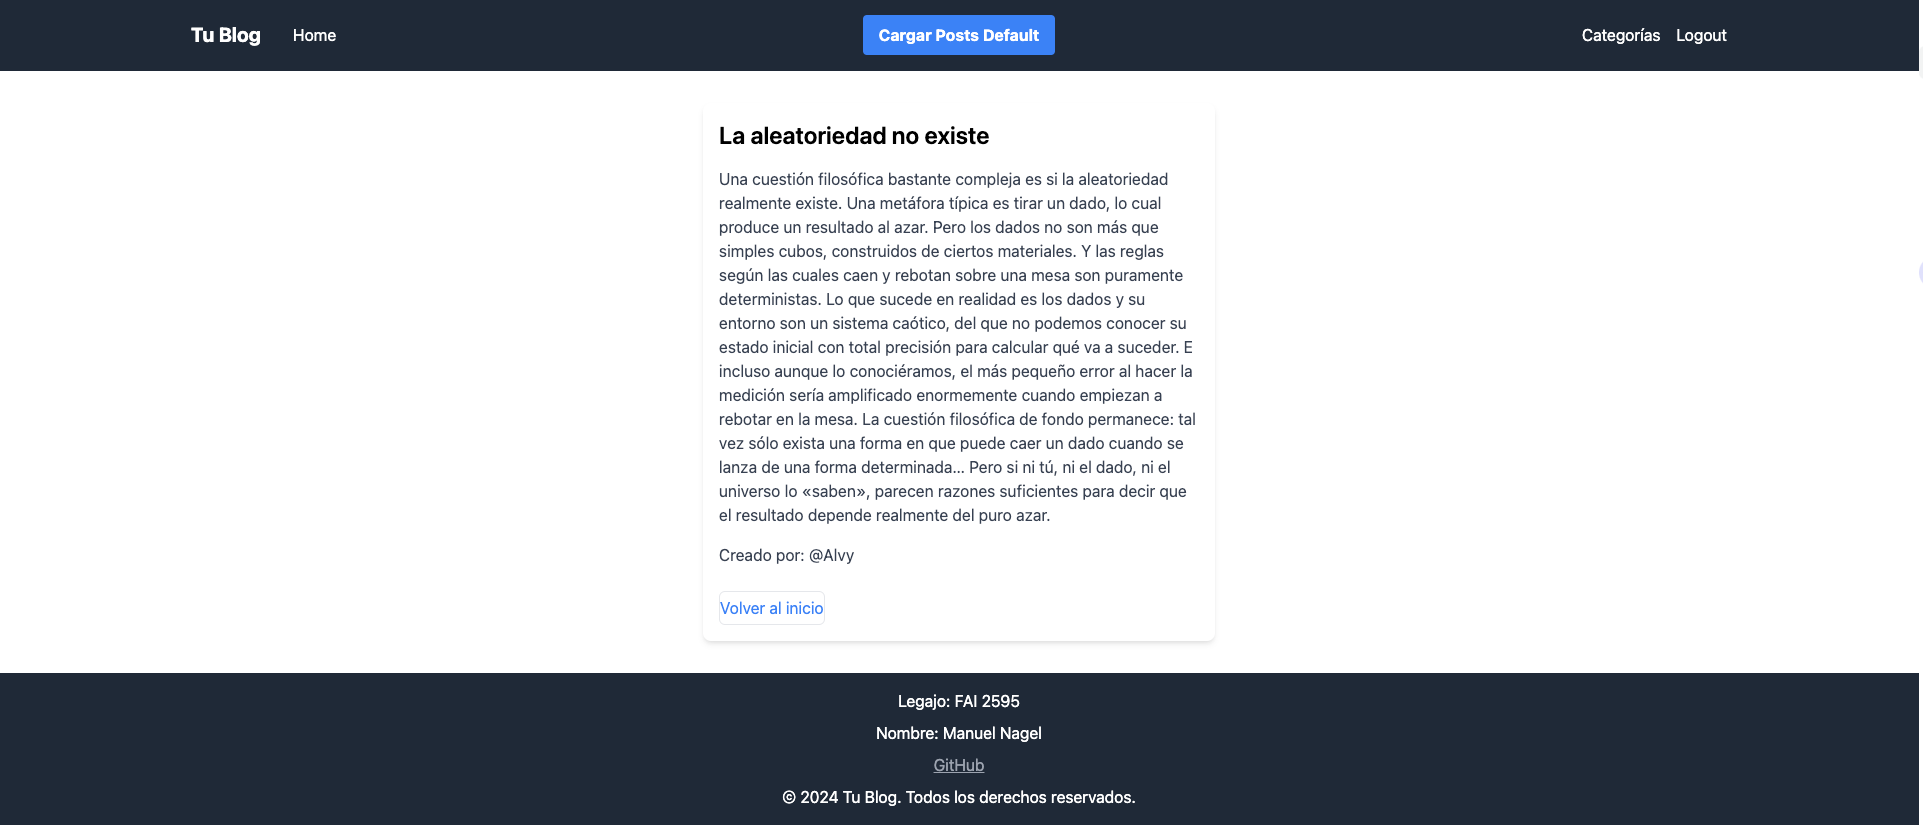 Tu Blog
Home
Cargar Posts Default
Categorías
Logout
La aleatoriedad no existe
Una cuestión filosófica bastante compleja es si la aleatoriedad
realmente existe. Una metáfora típica es tirar un dado, lo cual
produce un resultado al azar. Pero los dados no son más que
simples cubos, construidos de ciertos materiales. Y las reglas
según las cuales caen y rebotan sobre una mesa son puramente
deterministas. Lo que sucede en realidad es los dados y su
entorno son un sistema caótico, del que no podemos conocer su
estado inicial con total precisión para calcular qué va a suceder. E
incluso aunque lo conociéramos, el más pequeño error al hacer la
medición sería amplificado enormemente cuando empiezan a
rebotar en la mesa. La cuestión filosófica de fondo permanece: tal
vez sólo exista una forma en que puede caer un dado cuando se
lanza de una forma determinada... Pero si ni tú, ni el dado, ni el
universo lo «saben», parecen razones suficientes para decir que
el resultado depende realmente del puro azar.
Creado por: @Alvy
Volver al inicio
Legajo: FAI 2595
Nombre: Manuel Nagel
GitHub
© 2024 Tu Blog. Todos los derechos reservados.